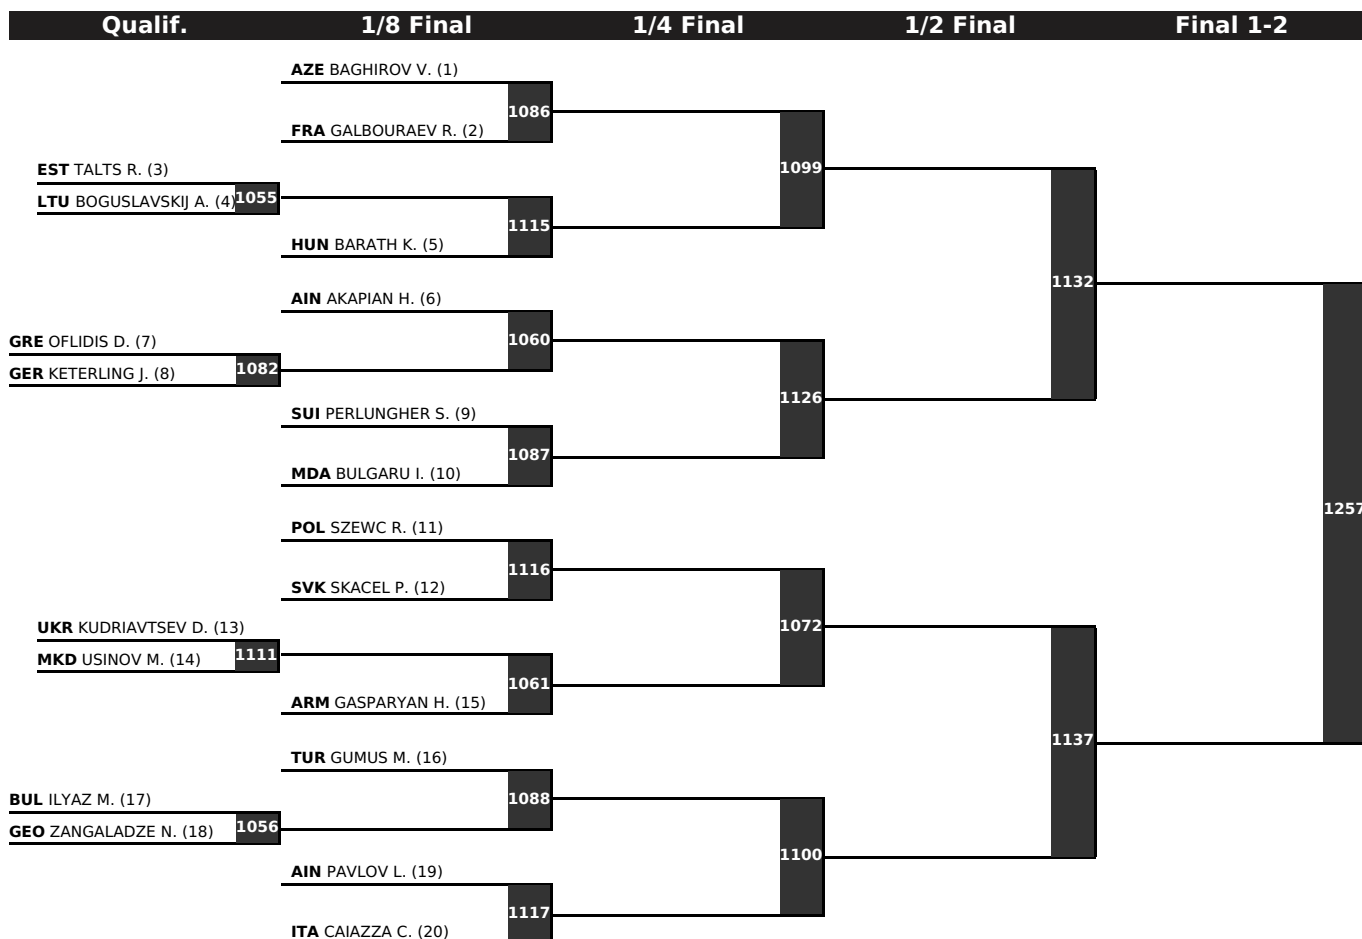 Qualif. 1/8 Final 1/4 Final 1/2 Final Final 1-2
AZE BAGHIROV V. (1)
1086
FRA GALBOURAEV R. (2)
EST TALTS R. (3)
1099
LTU BOGUSLAVSKIJ A. (4) 1055
1115
HUN BARATH K. (5)
1132
AIN AKAPIAN H. (6)
1060
GRE OFLIDIS D. (7)
GER KETERLING J. (8) 1082
1126
SUI PERLUNGHER S. (9)
1087
MDA BULGARU I. (10)
1257
POL SZEWC R. (11)
1116
SVK SKACEL P. (12)
UKR KUDRIAVTSEV D. (13)
1072
MKD USINOV M. (14) 1111
1061
ARM GASPARYAN H. (15)
1137
TUR GUMUS M. (16)
1088
BUL ILYAZ M. (17)
GEO ZANGALADZE N. (18) 1056
1100
AIN PAVLOV L. (19)
1117
ITA CAIAZZA C. (20)